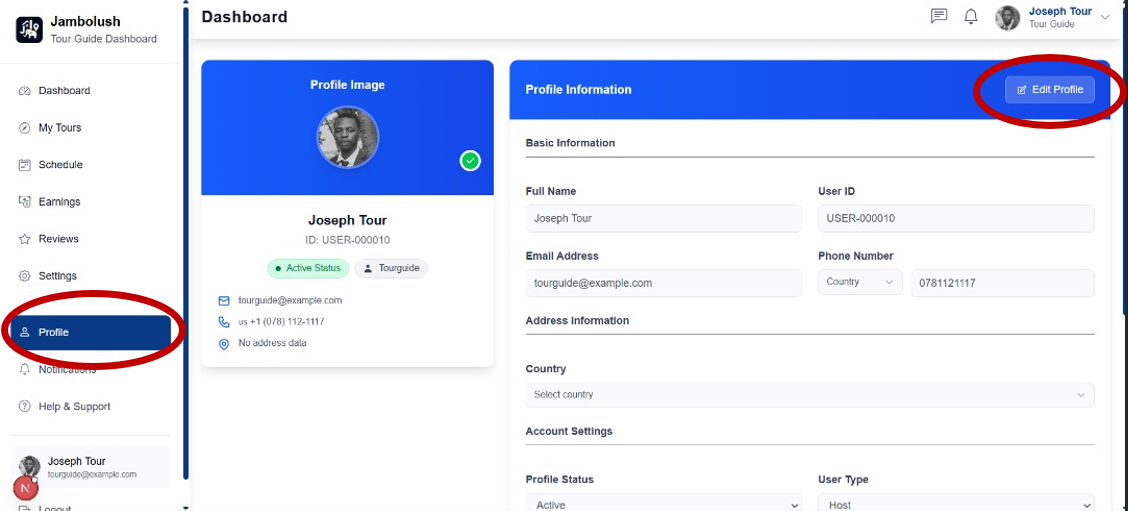 Jambolush
Tour Guide Dashboard
Dashboard
Joseph Tour
Tour Guide
Dashboard
My Tours
Schedule
Earnings
Reviews
Settings
Profile
Notifications
Help & Support
Joseph Tour
tourguide@example.com
N
Logout
Profile Image
Joseph Tour
ID: USER-000010
Active Status
Tourguide
tourguide@example.com
us +1 (078) 112-1117
No address data
Profile Information
Edit Profile
Basic Information
Full Name
User ID
Joseph Tour
USER-000010
Email Address
Phone Number
tourguide@example.com
Country
0781121117
Address Information
Country
Select country
Account Settings
Profile Status
User Type
Active
Host